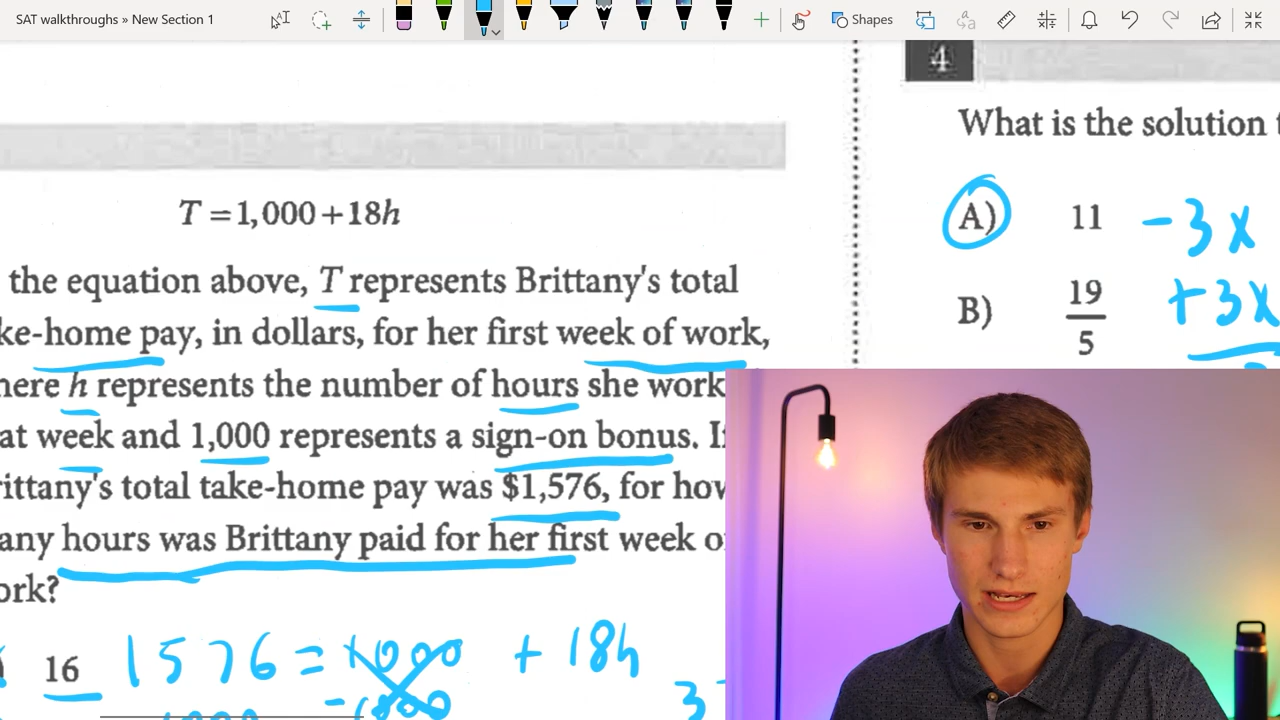 SAT walkthroughs » New Section 1
Shapes
T = 1,000 + 18h
the equation above, T represents Brittany's total
ke-home pay, in dollars, for her first week of work,
here h represents the number of hours she work
at week and 1,000 represents a sign-on bonus. I
rittany's total take-home pay was $1,576, for how
any hours was Brittany paid for her first week o
ork?
16
1576 = 1000 + 18h
-1000
4
What is the solution
A) 11 -3x
B) 19/5 +3x